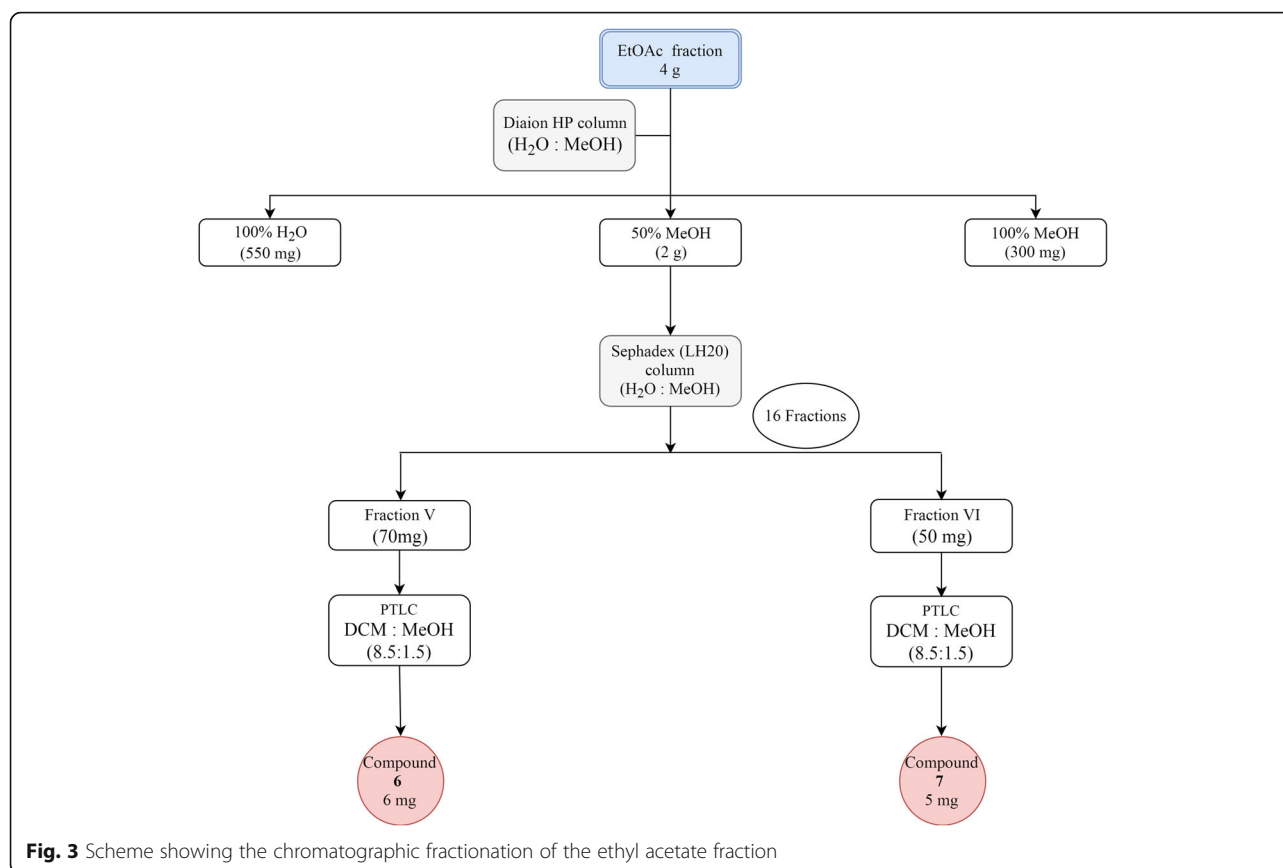 EtOAc fraction
4 g
Diaion HP column
(H₂O : MeOH)
100% H₂O
(550 mg)
50% MeOH
(2 g)
100% MeOH
(300 mg)
Sephadex (LH20)
column
(H₂O : MeOH)
16 Fractions
Fraction V
(70mg)
Fraction VI
(50 mg)
PTLC
DCM : MeOH
(8.5:1.5)
PTLC
DCM : MeOH
(8.5:1.5)
Compound
6
6 mg
Compound
7
5 mg
Fig. 3 Scheme showing the chromatographic fractionation of the ethyl acetate fraction